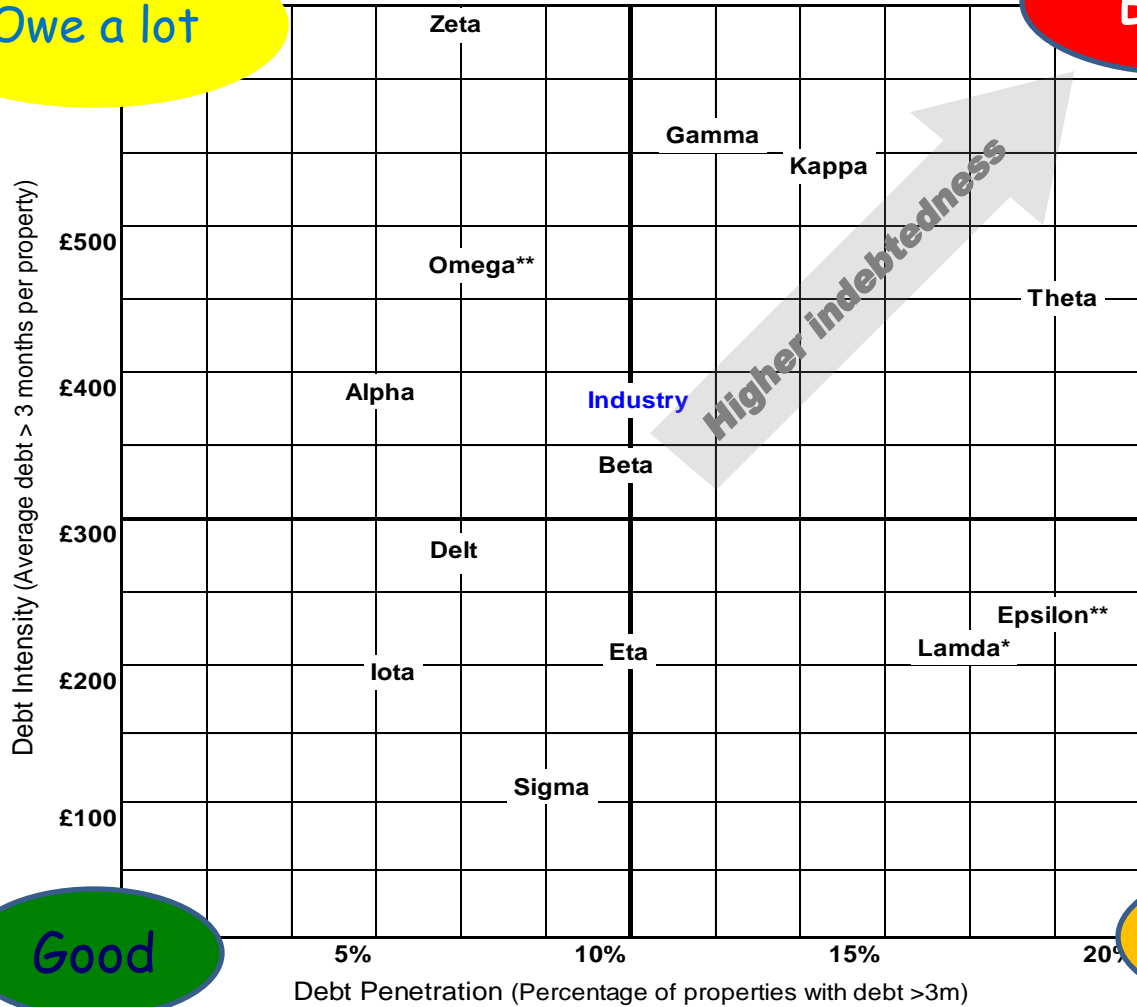 Owe a lot
Zeta
Gamma
Kappa
Higher indebtedness
£500
Omega**
Theta
£400
Alpha
Industry
Beta
£300
Delt
Epsilon**
Lamda*
Eta
Iota
£200
Sigma
£100
Good
5%
10%
15%
20%
Debt Penetration (Percentage of properties with debt >3m)
Debt Intensity (Average debt > 3 months per property)